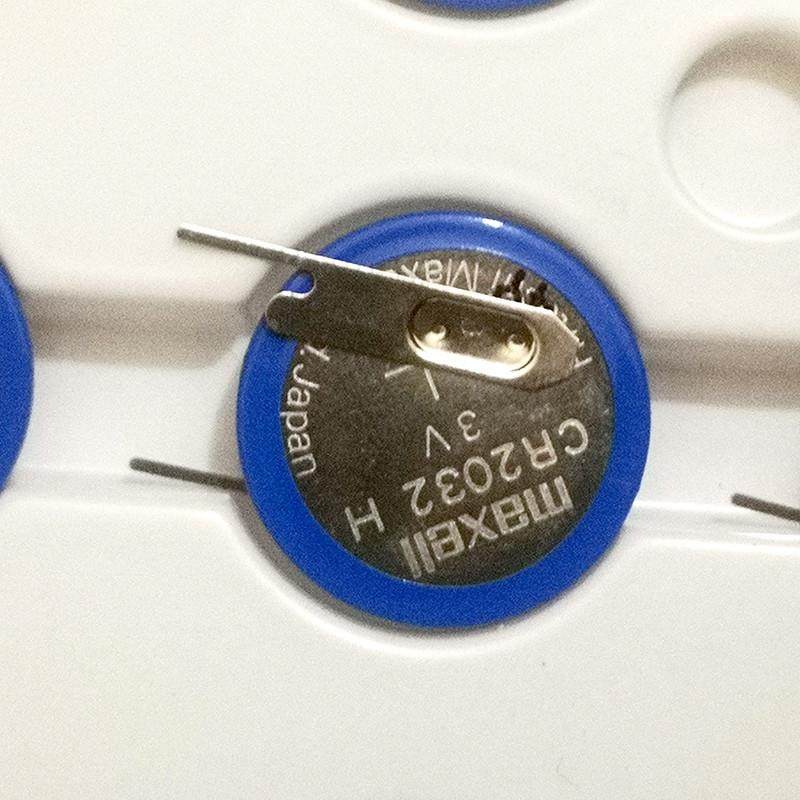 maxell
CR2032 H
3V
Japan